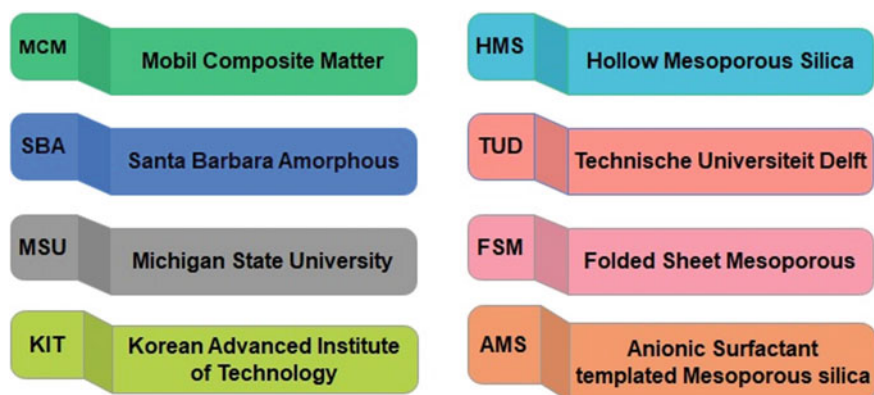 MCM
Mobil Composite Matter
SBA
Santa Barbara Amorphous
MSU
Michigan State University
KIT
Korean Advanced Institute
of Technology
HMS
Hollow Mesoporous Silica
TUD
Technische Universiteit Delft
FSM
Folded Sheet Mesoporous
AMS
Anionic Surfactant
templated Mesoporous silica